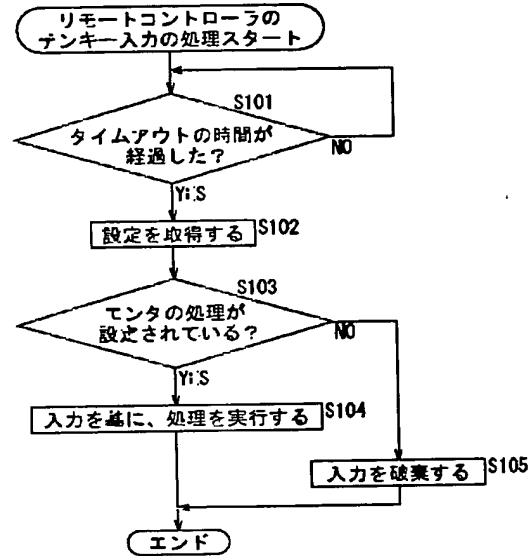 リモートコントローラの
テンキー入力の処理スタート
S101
タイムアウトの時間が
経過した?
NO
YES
設定を取得する
S102
S103
モンタの処理が
設定されている?
NO
YES
入力を基に、処理を実行する
S104
入力を破棄する
S105
エンド